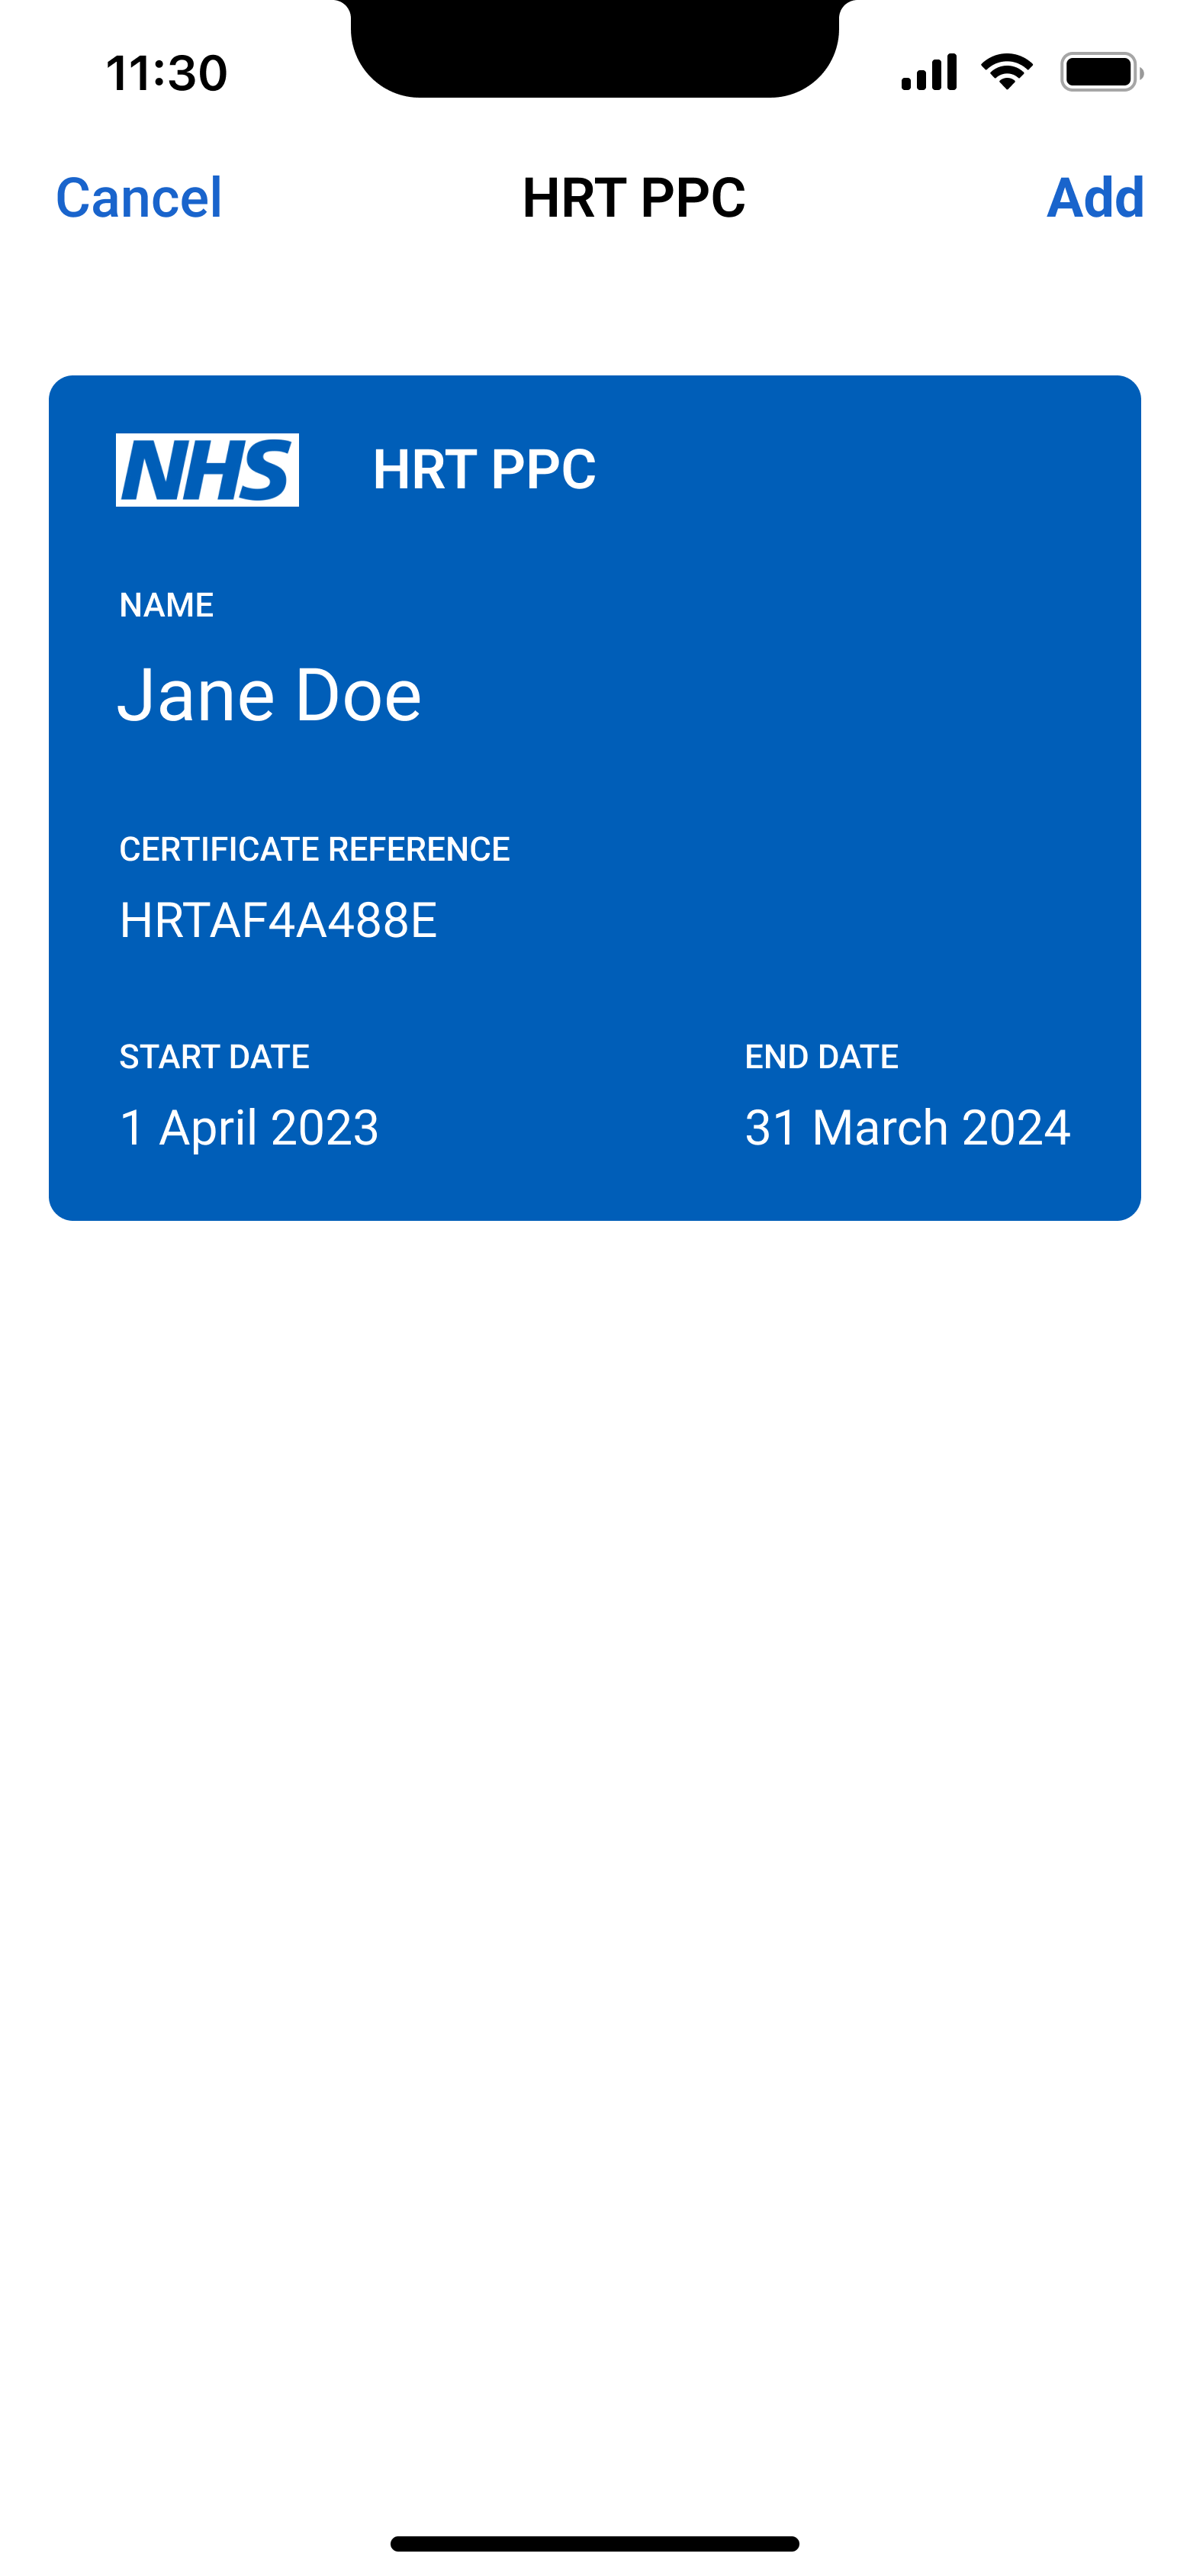 11:30
Cancel HRT PPC Add
NHS HRT PPC
NAME
Jane Doe
CERTIFICATE REFERENCE
HRTAF4A488E
START DATE END DATE
1 April 2023 31 March 2024